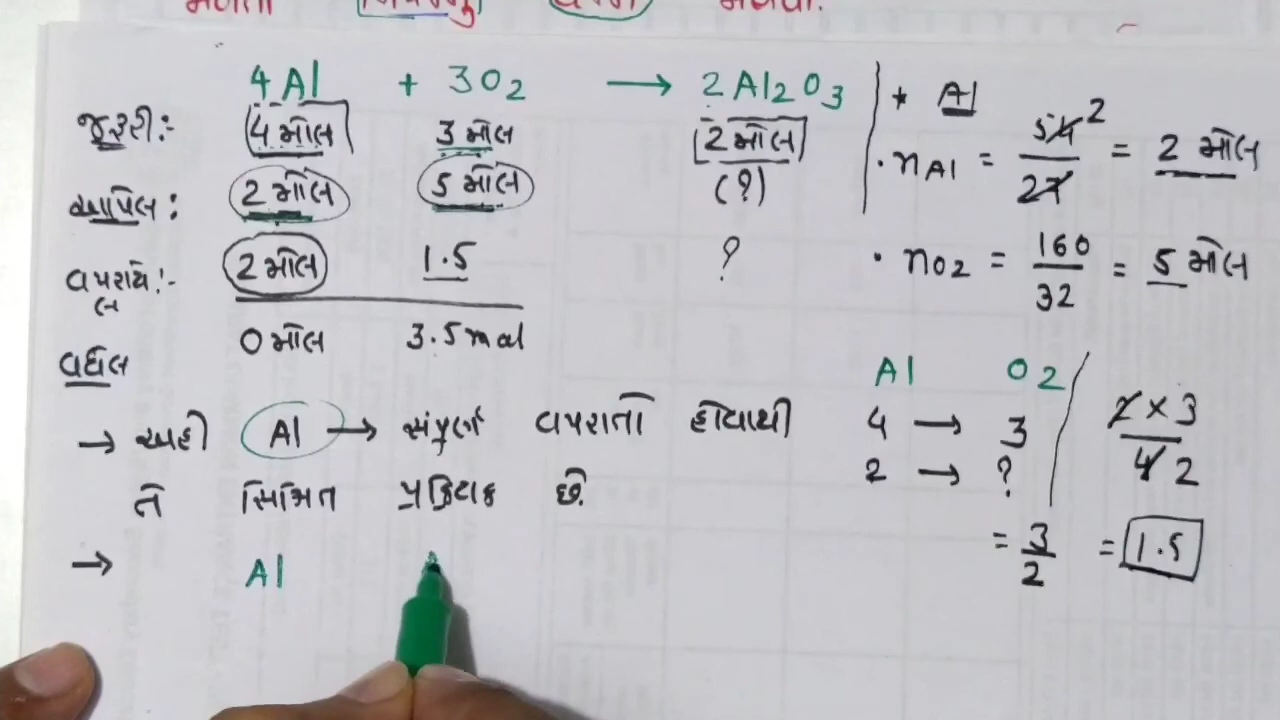 4Al + 3O2 → 2Al2O3
જરૂરી:- 4 મોલ 3 મોલ 2 મોલ
(?)
આપેલ: 2 મોલ 5 મોલ
વપરાયેલ:- 2 મોલ 1.5 ?
વધેલ 0 મોલ 3.5 mol
→ અહી Al → સંપૂર્ણ વપરાતો હોવાથી
તે સિમિત પ્રક્રિયક છે.
→ Al
* Al
· nAl = 54/27 2 = 2 મોલ
· nO2 = 160/32 = 5 મોલ
Al O2
4 → 3
2 → ?
2 × 3 / 4 2
= 3/2 = 1.5